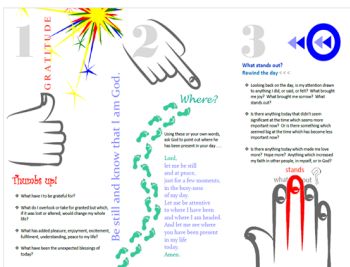 1
GRATITUDE
Thumbs up!
❖ What have I to be grateful for?
❖ What do I overlook or take for granted but which,
if it was lost or altered, would change my whole
life?
❖ What has added pleasure, enjoyment, excitement,
fulfilment, understanding, peace to my life?
❖ What have been the unexpected blessings of
today?
2
Be still and know that I am God.
Where?
Using these or your own words,
ask God to point out where he
has been present in your day . . .
Lord,
let me be still
and at peace,
just for a few moments,
in the busy-ness
of my day.
Let me be attentive
to where I have been
and where I am headed.
And let me see where
you have been present
in my life
today.
Amen.
3
What stands out?
Rewind the day < < <
❖ Looking back on the day, is my attention drawn
to anything I did, or said, or felt? What brought
me joy? What brought me sorrow? What
stands out?
❖ Is there anything today that didn't seem
significant at the time which seems more
important now? Or is there something which
seemed big at the time which has become less
important now?
❖ Is there anything today which made me love
more? Hope more? Anything which increased
my faith in other people, in myself, or in God?
stands
what out ?